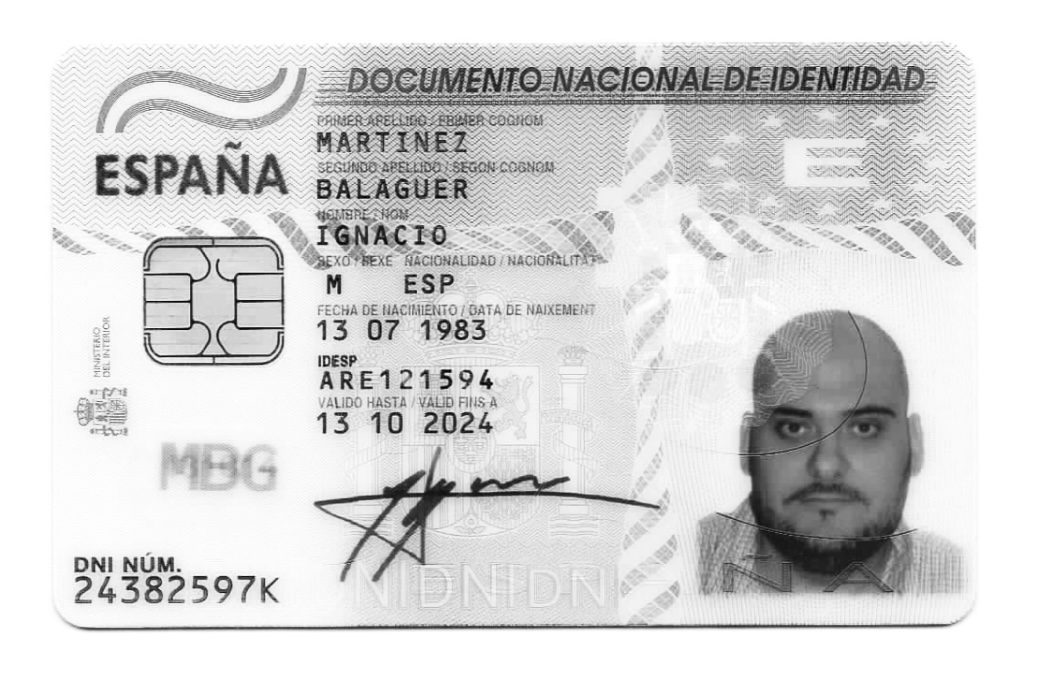 DOCUMENTO NACIONAL DE IDENTIDAD
ESPAÑA
PRIMER APELLIDO / PRIMER COGNOM
MARTINEZ
SEGUNDO APELLIDO / SEGON COGNOM
BALAGUER
NOMBRE / NOM
IGNACIO
SEXO / SEXE NACIONALIDAD / NACIONALITAT
M ESP
FECHA DE NACIMIENTO / DATA DE NAIXEMENT
13 07 1983
IDESP
ARE121594
VALIDO HASTA / VALID FINS A
13 10 2024
MINISTERIO
DEL INTERIOR
MBG
DNI NÚM.
24382597K
E